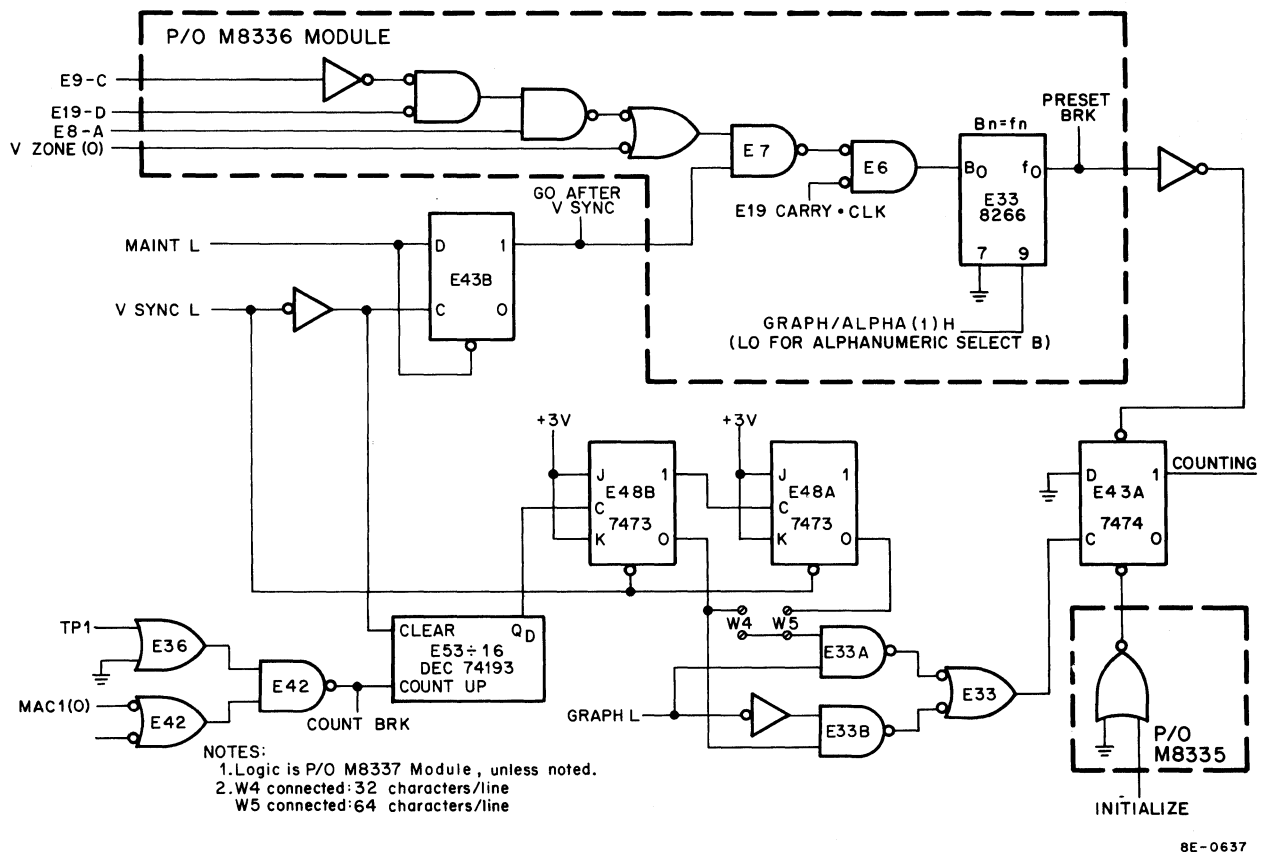 P/O M8336 MODULE
E9-C
E19-D
E8-A
V ZONE (0)
PRESET
BRK
Bn=fn
E7
E6
B0
f0
E33
8266
7
9
E19 CARRY • CLK
GO AFTER
V SYNC
MAINT L
D
1
E43B
C
0
V SYNC L
GRAPH/ALPHA (1) H
(LO FOR ALPHANUMERIC SELECT B)
+3V
+3V
J
1
E48B
C
7473
K
0
J
1
E48A
C
7473
K
0
D
1
E43A
7474
C
0
COUNTING
W4
W5
TP1
E36
CLEAR
QD
E53÷16
DEC 74193
COUNT UP
E42
MAC1(0)
E42
COUNT BRK
E33A
E33
GRAPH L
E33B
P/O
M8335
INITIALIZE
NOTES:
1.Logic is P/O M8337 Module, unless noted.
2.W4 connected:32 characters/line
W5 connected:64 characters/line
8E-0637